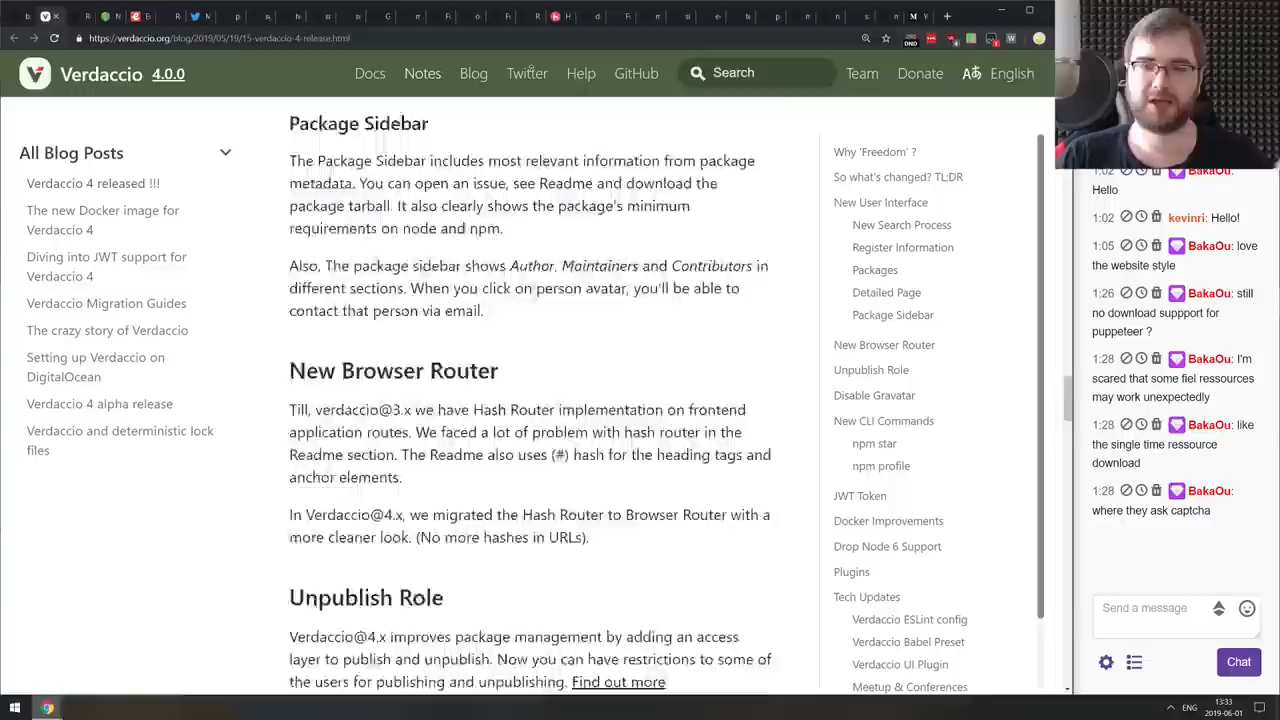 https://verdaccio.org/blog/2019/05/19/15-verdaccio-4-release.html
Verdaccio 4.0.0
Docs Notes Blog Twitter Help GitHub Search Team Donate English
All Blog Posts
Verdaccio 4 released !!!
The new Docker image for
Verdaccio 4
Diving into JWT support for
Verdaccio 4
Verdaccio Migration Guides
The crazy story of Verdaccio
Setting up Verdaccio on
DigitalOcean
Verdaccio 4 alpha release
Verdaccio and deterministic lock
files
Package Sidebar
The Package Sidebar includes most relevant information from package
metadata. You can open an issue, see Readme and download the
package tarball. It also clearly shows the package's minimum
requirements on node and npm.
Also, The package sidebar shows Author, Maintainers and Contributors in
different sections. When you click on person avatar, you'll be able to
contact that person via email.
New Browser Router
Till, verdaccio@3.x we have Hash Router implementation on frontend
application routes. We faced a lot of problem with hash router in the
Readme section. The Readme also uses (#) hash for the heading tags and
anchor elements.
In Verdaccio@4.x, we migrated the Hash Router to Browser Router with a
more cleaner look. (No more hashes in URLs).
Unpublish Role
Verdaccio@4.x improves package management by adding an access
layer to publish and unpublish. Now you can have restrictions to some of
the users for publishing and unpublishing. Find out more
Why 'Freedom' ?
So what's changed? TL;DR
New User Interface
New Search Process
Register Information
Packages
Detailed Page
Package Sidebar
New Browser Router
Unpublish Role
Disable Gravatar
New CLI Commands
npm star
npm profile
JWT Token
Docker Improvements
Drop Node 6 Support
Plugins
Tech Updates
Verdaccio ESLint config
Verdaccio Babel Preset
Verdaccio UI Plugin
Meetup & Conferences
1:02 BakaOu:
Hello
1:02 kevinri: Hello!
1:05 BakaOu: love
the website style
1:26 BakaOu: still
no download suppport for
puppeteer ?
1:28 BakaOu: I'm
scared that some fiel ressources
may work unexpectedly
1:28 BakaOu: like
the single time ressource
download
1:28 BakaOu:
where they ask captcha
Send a message
Chat
ENG
13:33
2019-06-01